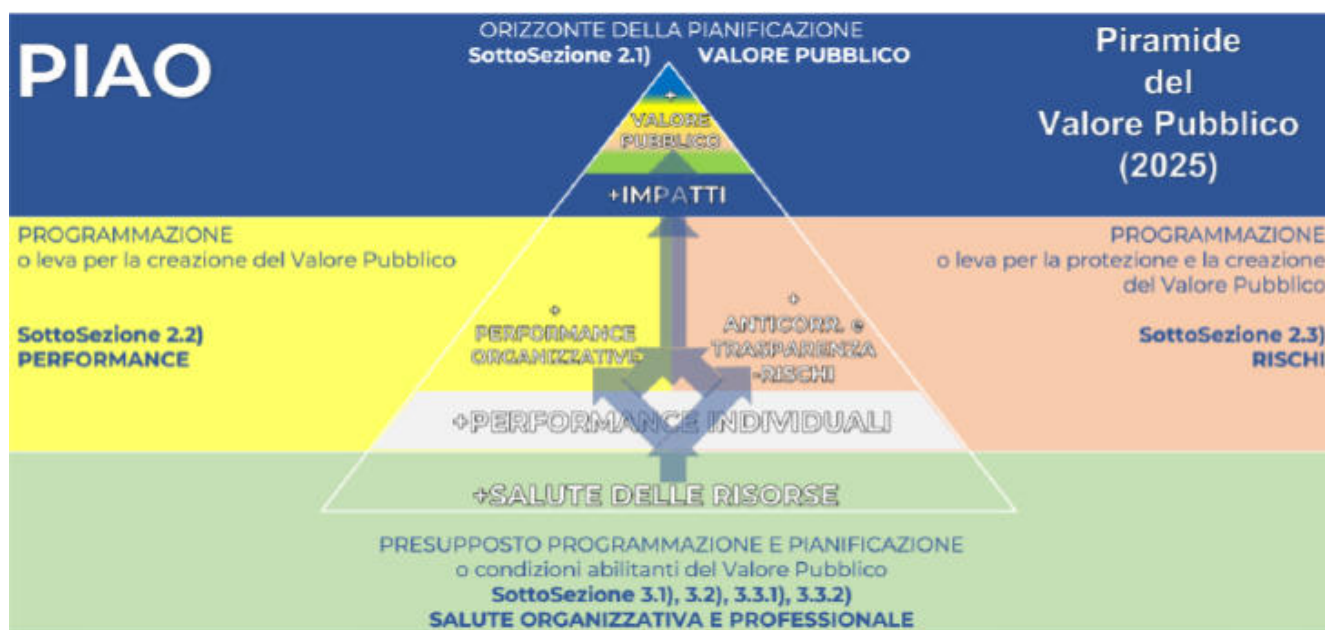 PIAO
ORIZZONTE DELLA PIANIFICAZIONE
SottoSezione 2.1) VALORE PUBBLICO
Piramide
del
Valore Pubblico
(2025)
+
VALORE
PUBBLICO
+IMPATTI
PROGRAMMAZIONE
o leva per la creazione del Valore Pubblico
SottoSezione 2.2)
PERFORMANCE
+
PERFORMANCE
ORGANIZZATIVE
+
ANTICORR. e
TRASPARENZA
-RISCHI
PROGRAMMAZIONE
o leva per la protezione e la creazione
del Valore Pubblico
SottoSezione 2.3)
RISCHI
+PERFORMANCE INDIVIDUALI
+SALUTE DELLE RISORSE
PRESUPPOSTO PROGRAMMAZIONE E PIANIFICAZIONE
o condizioni abilitanti del Valore Pubblico
SottoSezione 3.1), 3.2), 3.3.1), 3.3.2)
SALUTE ORGANIZZATIVA E PROFESSIONALE